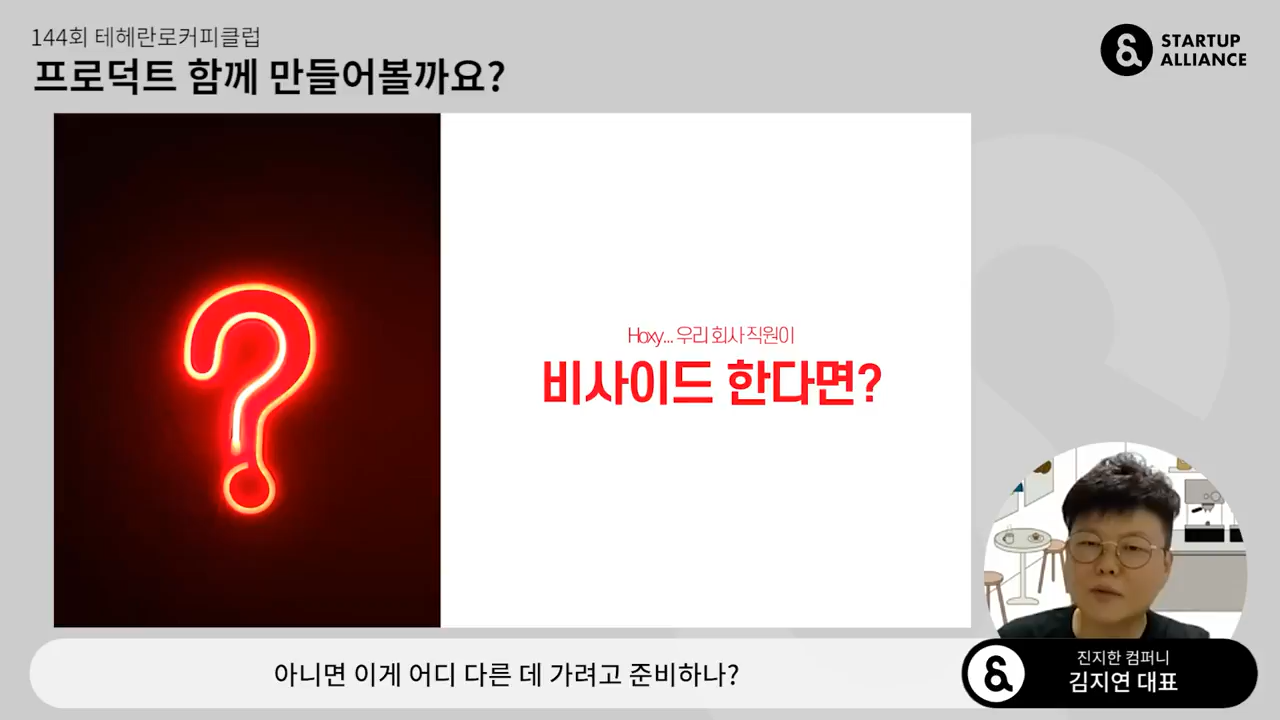 144회 테헤란로커피클럽
프로덕트 함께 만들어볼까요?
STARTUP
ALLIANCE
Hoxy... 우리 회사 직원이
비사이드 한다면?
아니면 이게 어디 다른 데 가려고 준비하나?
진지한 컴퍼니
김지연 대표